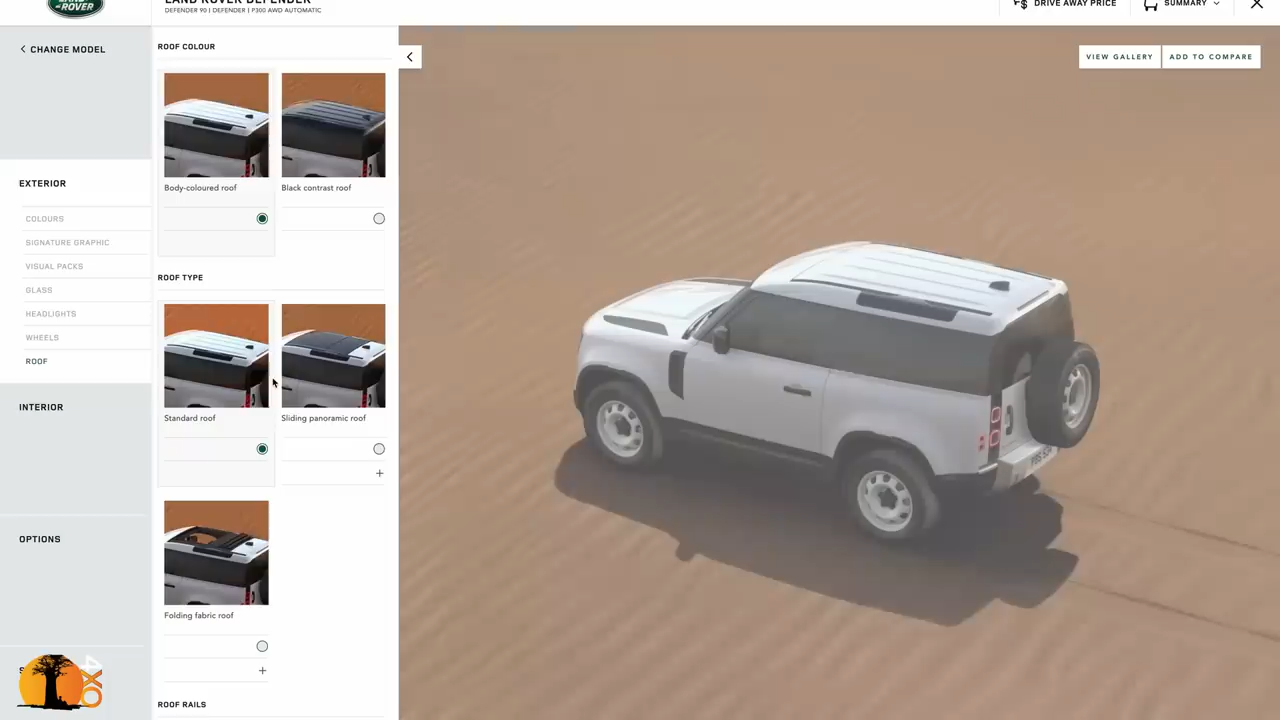 LAND ROVER DEFENDER
DEFENDER 90 | DEFENDER | P300 AWD AUTOMATIC
DRIVE AWAY PRICE
SUMMARY
CHANGE MODEL
VIEW GALLERY
ADD TO COMPARE
EXTERIOR
COLOURS
SIGNATURE GRAPHIC
VISUAL PACKS
GLASS
HEADLIGHTS
WHEELS
ROOF
INTERIOR
OPTIONS
ROOF COLOUR
Body-coloured roof
Black contrast roof
ROOF TYPE
Standard roof
Sliding panoramic roof
Folding fabric roof
ROOF RAILS
4XO